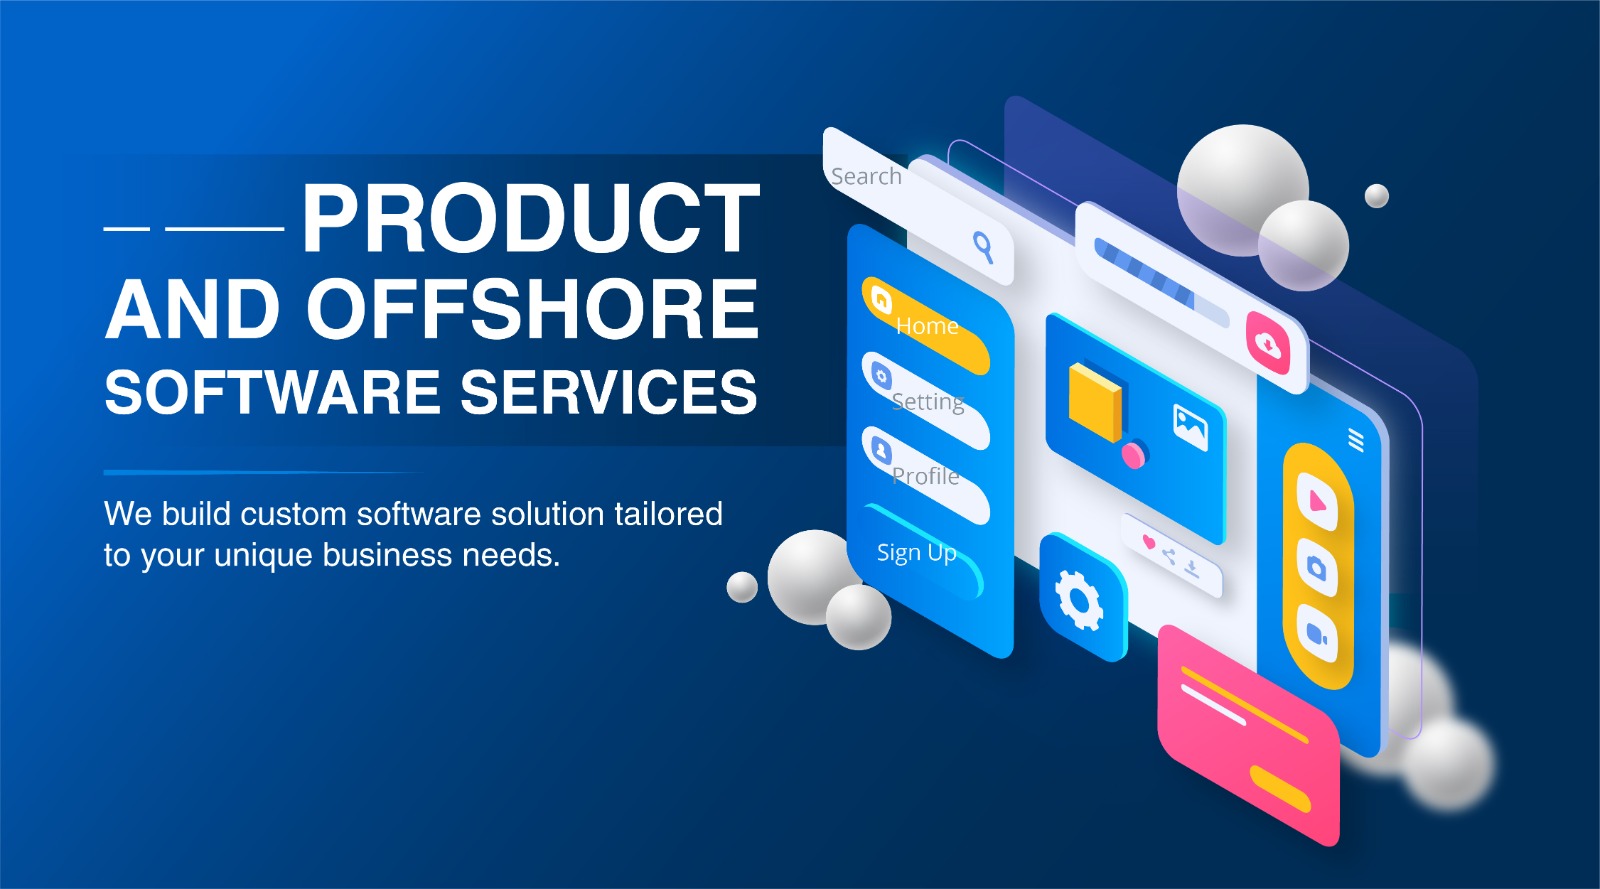 PRODUCT
AND OFFSHORE
SOFTWARE SERVICES
We build custom software solution tailored
to your unique business needs.
Search
Home
Setting
Profile
Sign Up